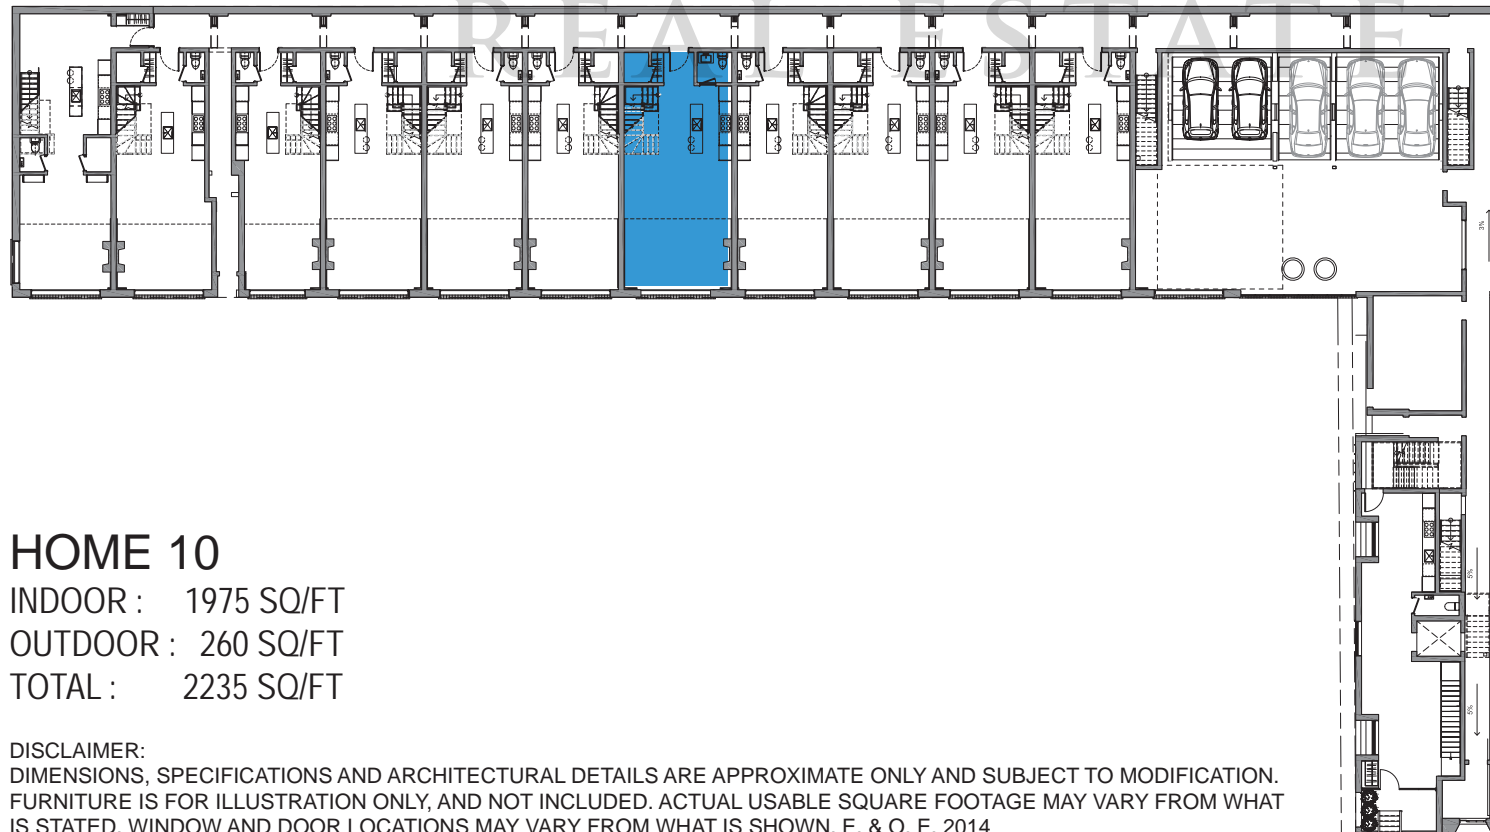 REAL ESTATE
3%
HOME 10
INDOOR : 1975 SQ/FT
OUTDOOR : 260 SQ/FT
TOTAL : 2235 SQ/FT
5%
5%
DISCLAIMER:
DIMENSIONS, SPECIFICATIONS AND ARCHITECTURAL DETAILS ARE APPROXIMATE ONLY AND SUBJECT TO MODIFICATION.
FURNITURE IS FOR ILLUSTRATION ONLY, AND NOT INCLUDED. ACTUAL USABLE SQUARE FOOTAGE MAY VARY FROM WHAT
IS STATED. WINDOW AND DOOR LOCATIONS MAY VARY FROM WHAT IS SHOWN. E. & O. E. 2014